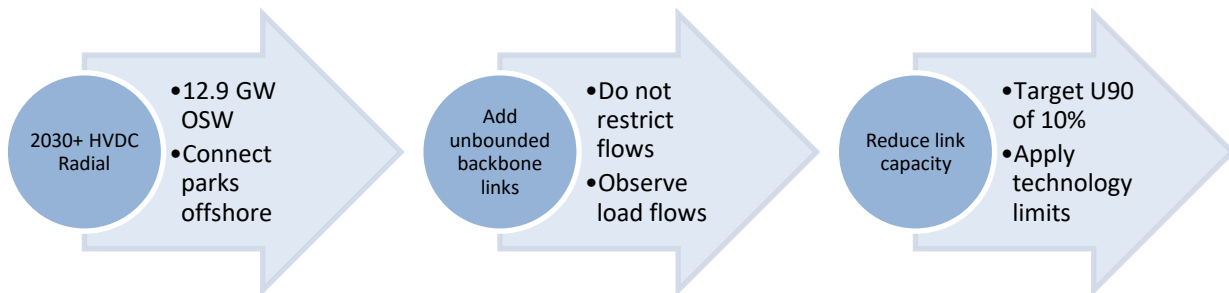 2030+ HVDC
Radial
•12.9 GW
OSW
•Connect
parks
offshore
Add
unbounded
backbone
links
•Do not
restrict
flows
•Observe
load flows
Reduce link
capacity
•Target U90
of 10%
•Apply
technology
limits